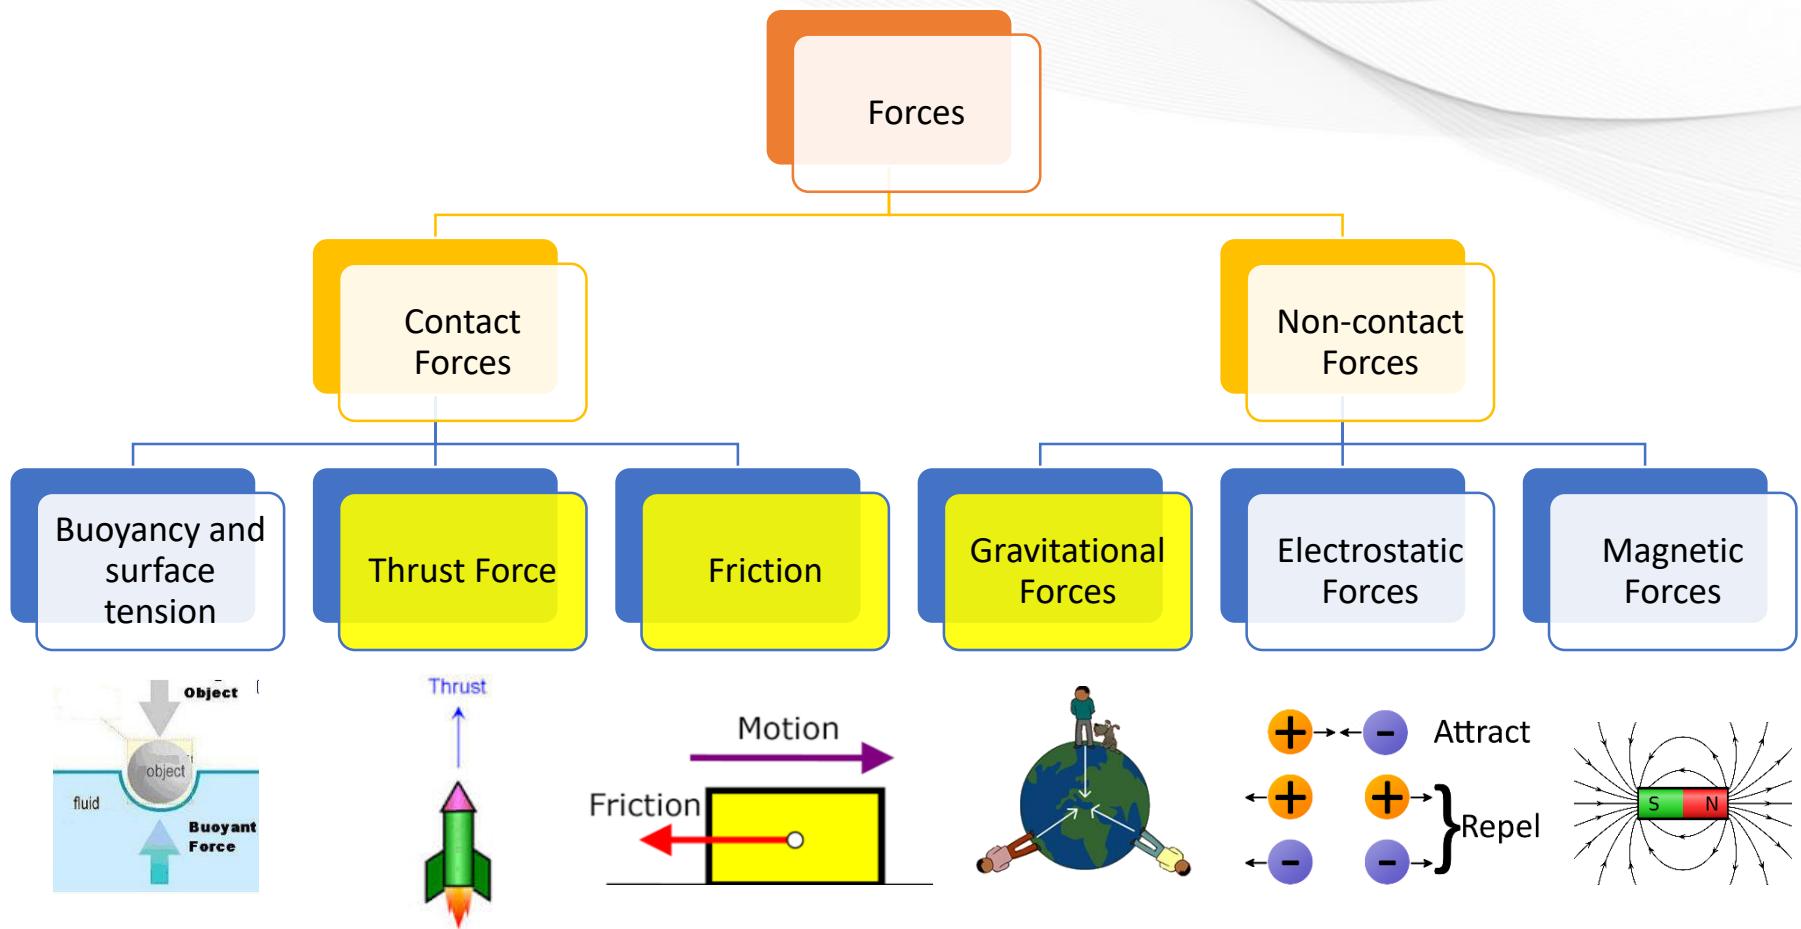 Forces
Contact
Forces
Non-contact
Forces
Buoyancy and
surface
tension
Thrust Force
Friction
Gravitational
Forces
Electrostatic
Forces
Magnetic
Forces
Object
object
fluid
Buoyant
Force
Thrust
Motion
Friction
+ - Attract
+ +
Repel
- -
S N